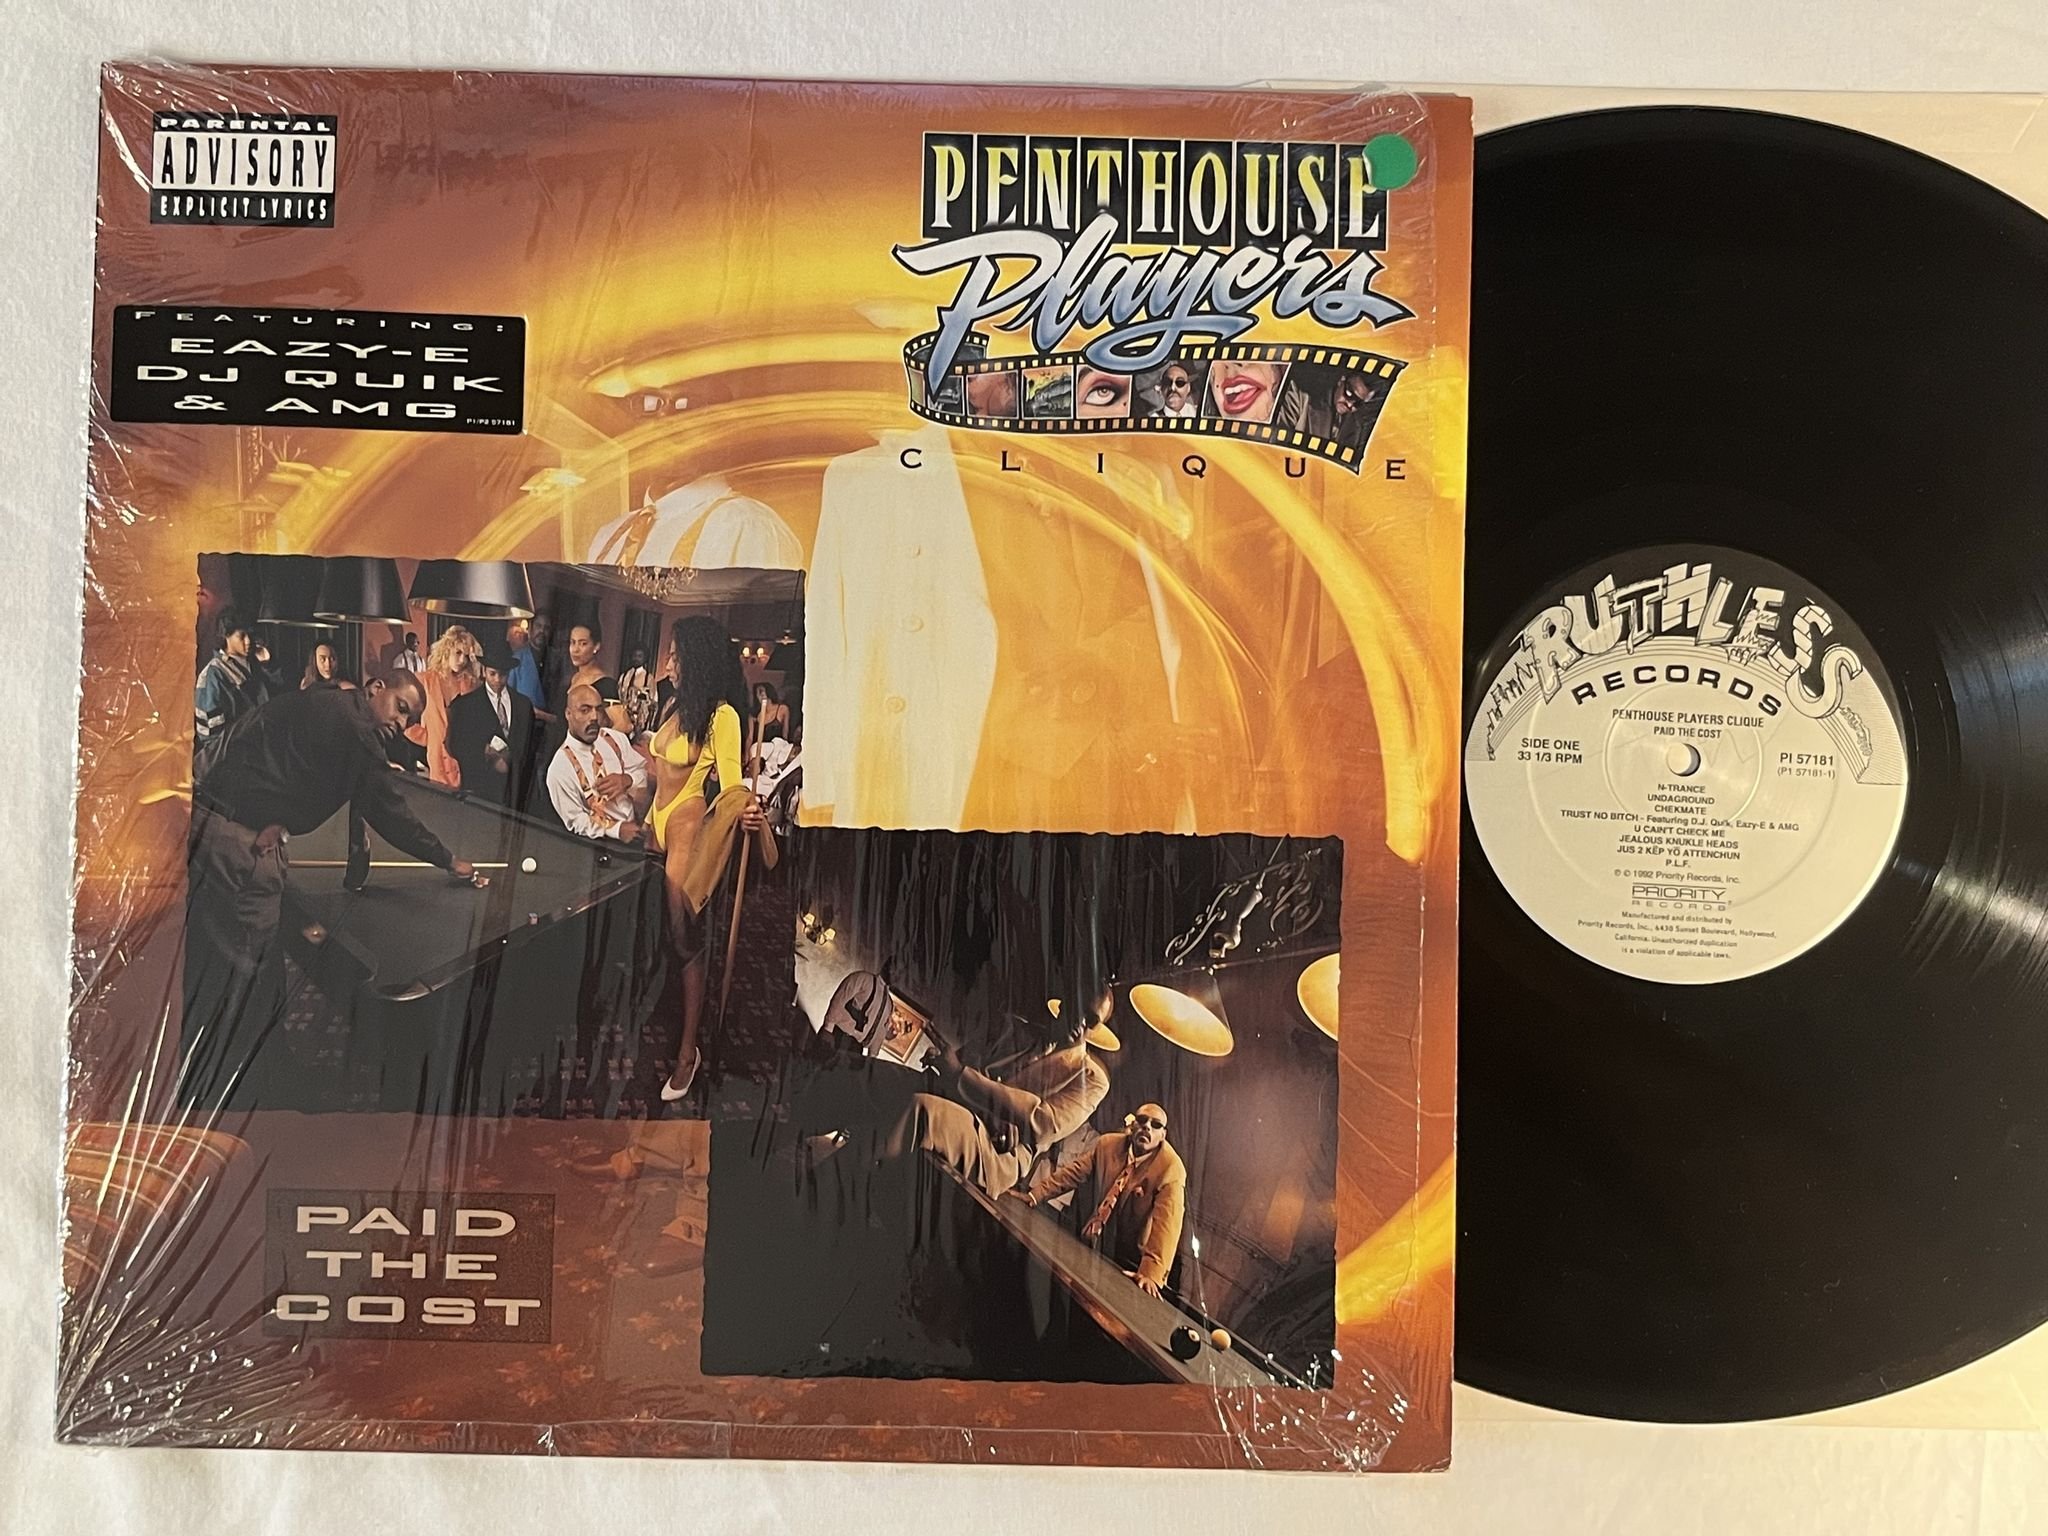 PARENTAL
ADVISORY
EXPLICIT LYRICS
FEATURING:
EAZY-E
DJ QUIK
& AMG
P1/P2 57181
PENTHOUSE
Players
CLIQUE
PAID
THE
COST
RUTHLESS
RECORDS
PENTHOUSE PLAYERS CLIQUE
PAID THE COST
SIDE ONE
33 1/3 RPM
PI 57181
(P1 57181-1)
N-TRANCE
UNDAGROUND
CHEKMATE
TRUST NO BITCH - Featuring D.J. Quik, Eazy-E & AMG
U CAIN'T CHECK ME
JEALOUS KNUKLE HEADS
JUS 2 KËP YÖ ATTENCHUN
P.L.F.
℗ © 1992 Priority Records, Inc.
PRIORITY
RECORDS
Manufactured and distributed by
Priority Records, Inc., 6430 Sunset Boulevard, Hollywood,
California. Unauthorized duplication
is a violation of applicable laws.